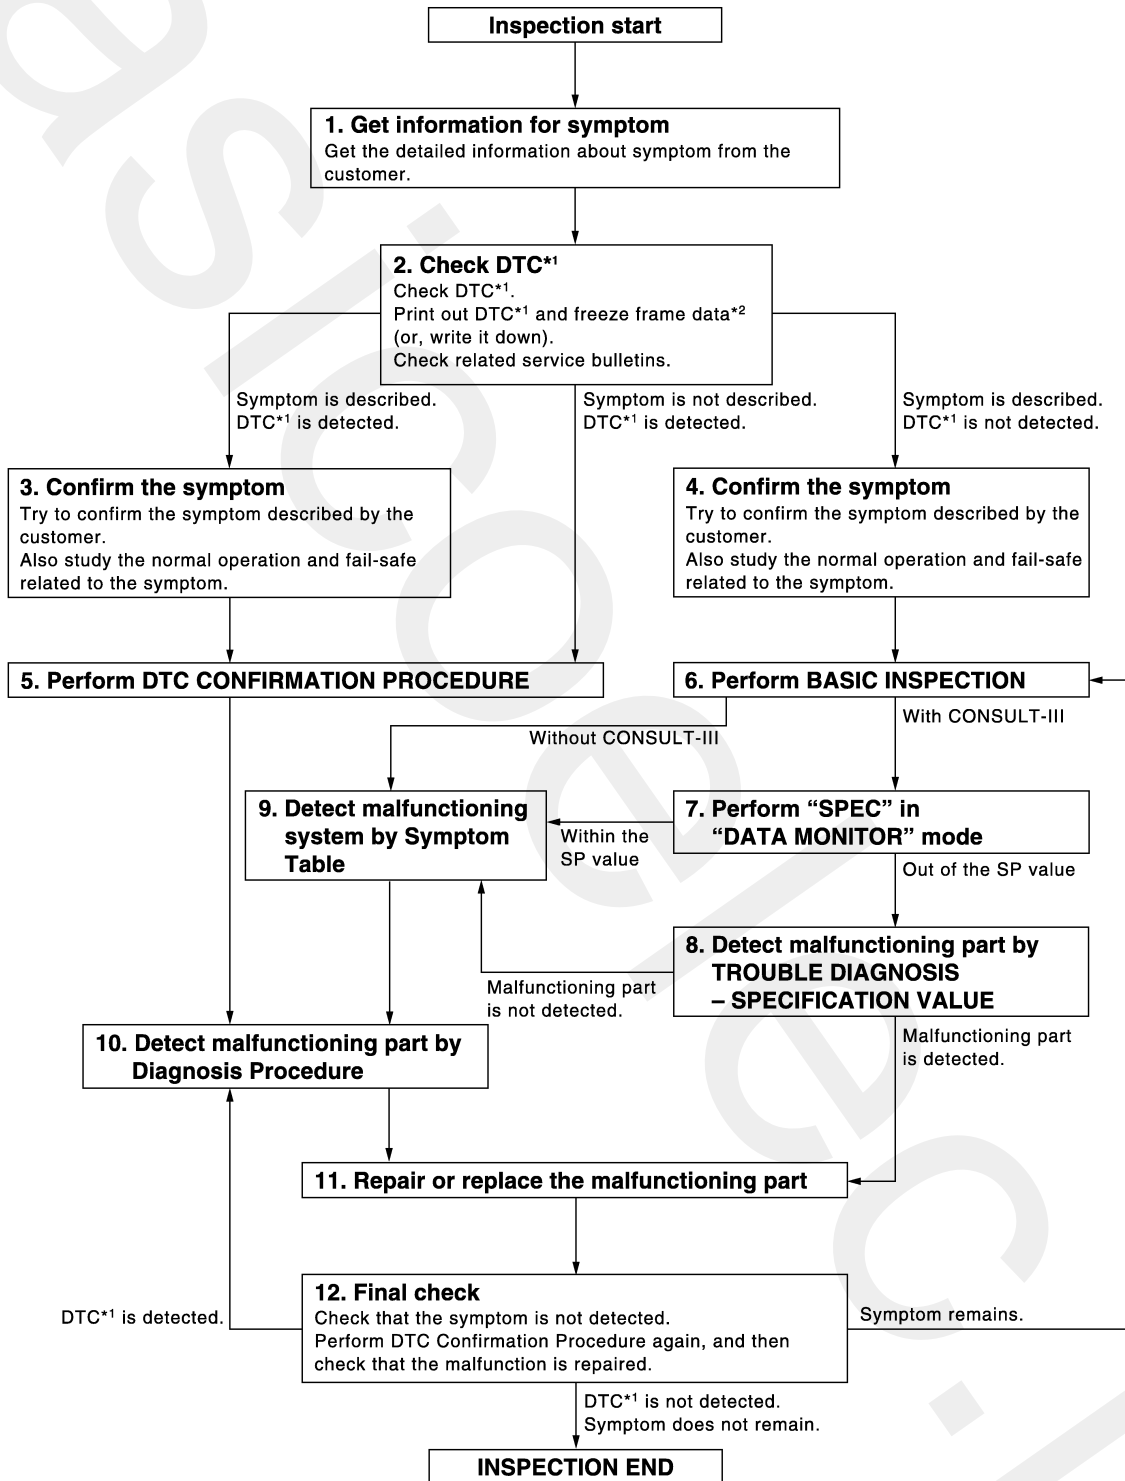 Inspection start
1. Get information for symptom
Get the detailed information about symptom from the
customer.
2. Check DTC*1
Check DTC*1.
Print out DTC*1 and freeze frame data*2
(or, write it down).
Check related service bulletins.
Symptom is described.
DTC*1 is detected.
Symptom is not described.
DTC*1 is detected.
Symptom is described.
DTC*1 is not detected.
3. Confirm the symptom
Try to confirm the symptom described by the
customer.
Also study the normal operation and fail-safe
related to the symptom.
4. Confirm the symptom
Try to confirm the symptom described by the
customer.
Also study the normal operation and fail-safe
related to the symptom.
5. Perform DTC CONFIRMATION PROCEDURE
6. Perform BASIC INSPECTION
Without CONSULT-III
With CONSULT-III
9. Detect malfunctioning
system by Symptom
Table
Within the
SP value
7. Perform “SPEC” in
“DATA MONITOR” mode
Out of the SP value
8. Detect malfunctioning part by
TROUBLE DIAGNOSIS
– SPECIFICATION VALUE
Malfunctioning part
is not detected.
Malfunctioning part
is detected.
10. Detect malfunctioning part by
Diagnosis Procedure
11. Repair or replace the malfunctioning part
12. Final check
Check that the symptom is not detected.
Perform DTC Confirmation Procedure again, and then
check that the malfunction is repaired.
DTC*1 is detected.
Symptom remains.
DTC*1 is not detected.
Symptom does not remain.
INSPECTION END